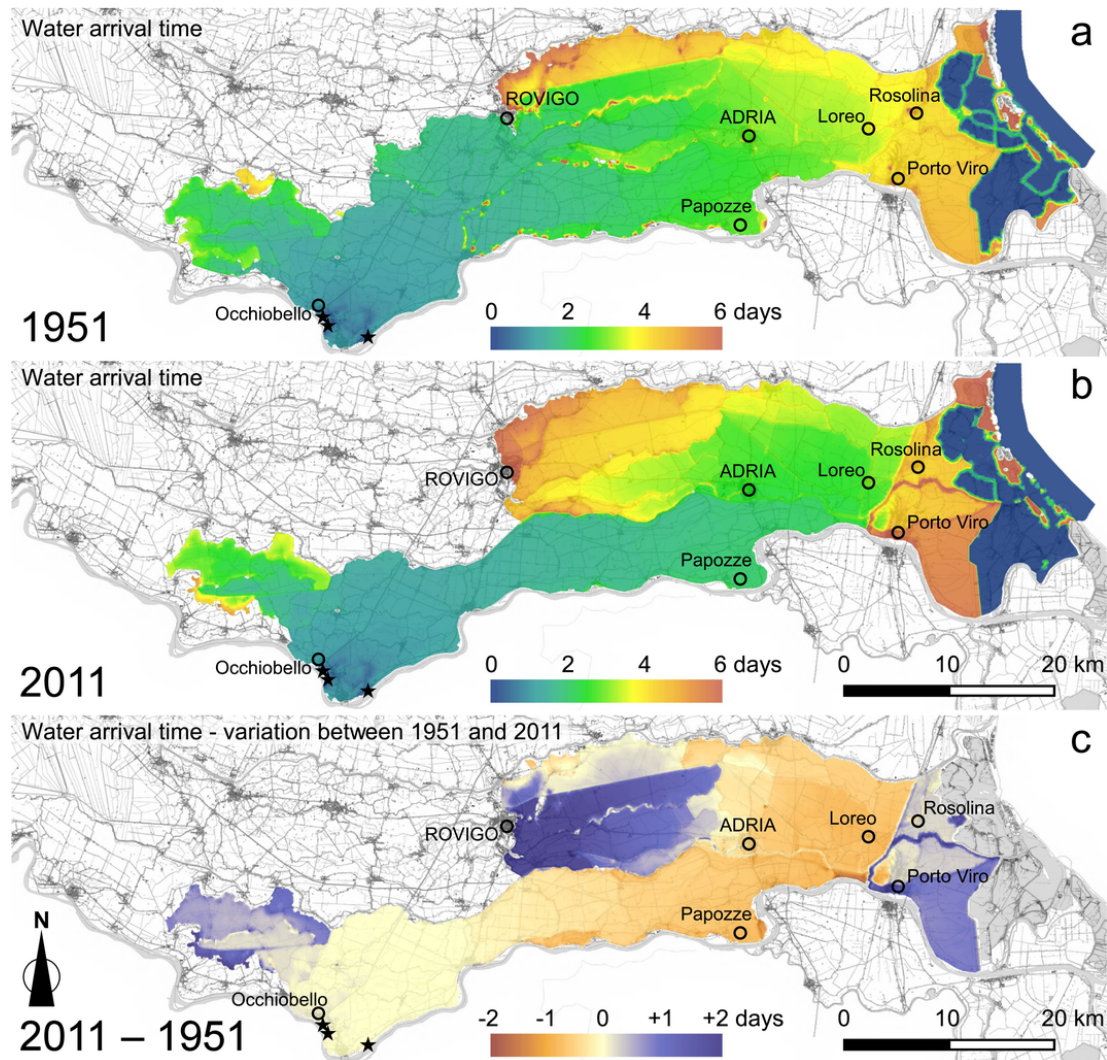 Water arrival time
a
ROVIGO
ADRIA
Loreo
Rosolina
Porto Viro
Papozze
Occhiobello
1951
0 2 4 6 days
Water arrival time
b
ROVIGO
ADRIA
Loreo
Rosolina
Porto Viro
Papozze
Occhiobello
2011
0 2 4 6 days
0 10 20 km
Water arrival time - variation between 1951 and 2011
c
ROVIGO
ADRIA
Loreo
Rosolina
Porto Viro
Papozze
N
Occhiobello
2011 – 1951
-2 -1 0 +1 +2 days
0 10 20 km